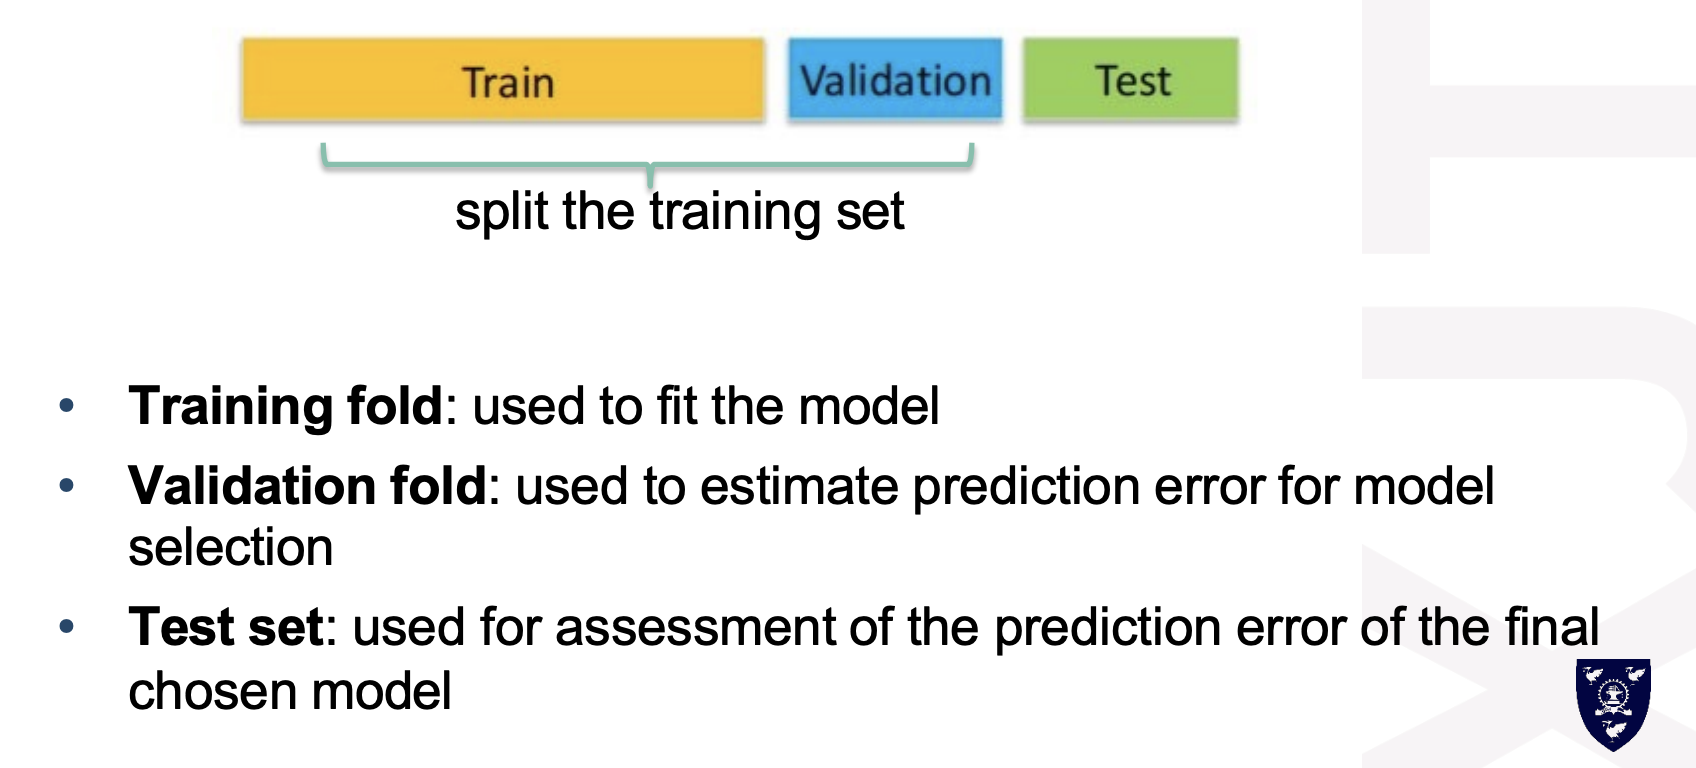 Train Validation Test
split the training set
• Training fold: used to fit the model
• Validation fold: used to estimate prediction error for model
selection
• Test set: used for assessment of the prediction error of the final
chosen model